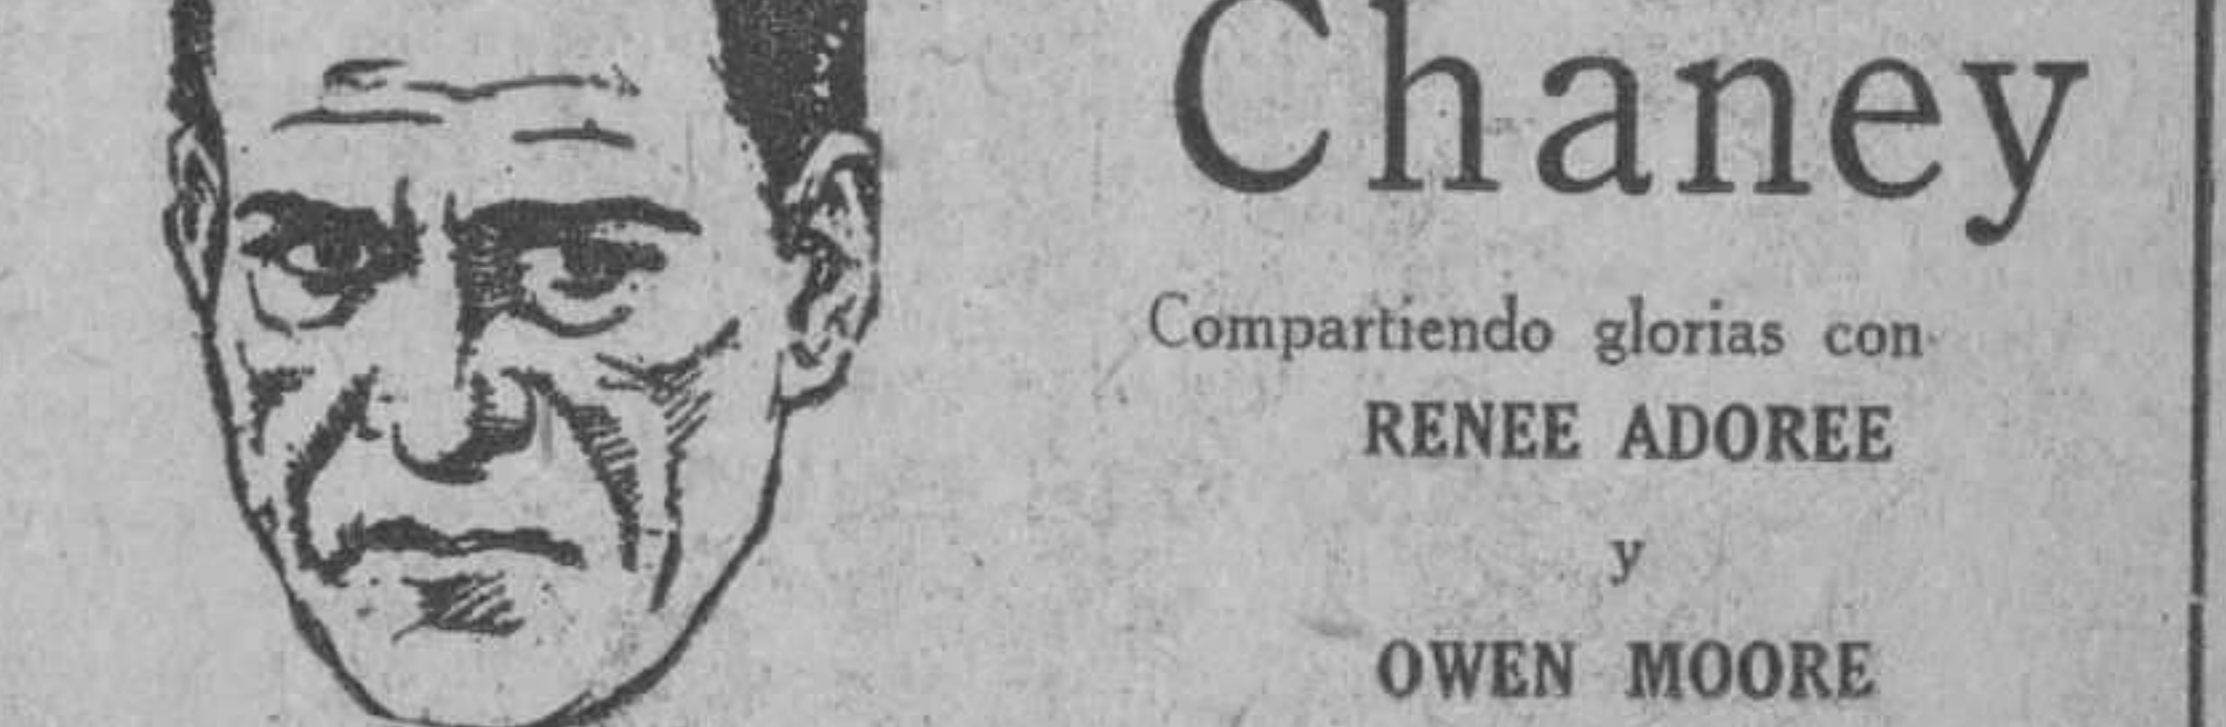 Chaney
Compartiendo glorias con
RENEE ADOREE
y
OWEN MOORE